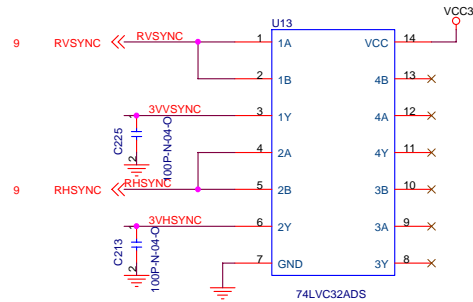 VCC3
U13
9 RVSYNC RVSYNC 1 1A VCC 14
2 1B 4B 13
3VVSYNC 3 1Y 4A 12
1 C225 2 100P-N-04-O
4 2A 4Y 11
9 RHSYNC RHSYNC 5 2B 3B 10
3VHSYNC 6 2Y 3A 9
1 C213 2 100P-N-04-O
7 GND 3Y 8
74LVC32ADS